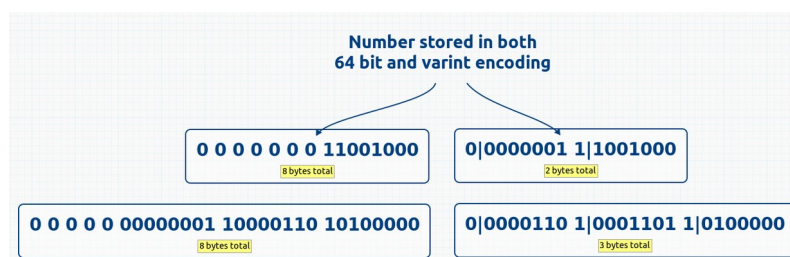 Number stored in both
64 bit and varint encoding
0 0 0 0 0 0 0 11001000
8 bytes total
0|0000001 1|1001000
2 bytes total
0 0 0 0 0 00000001 10000110 10100000
8 bytes total
0|0000110 1|0001101 1|0100000
3 bytes total